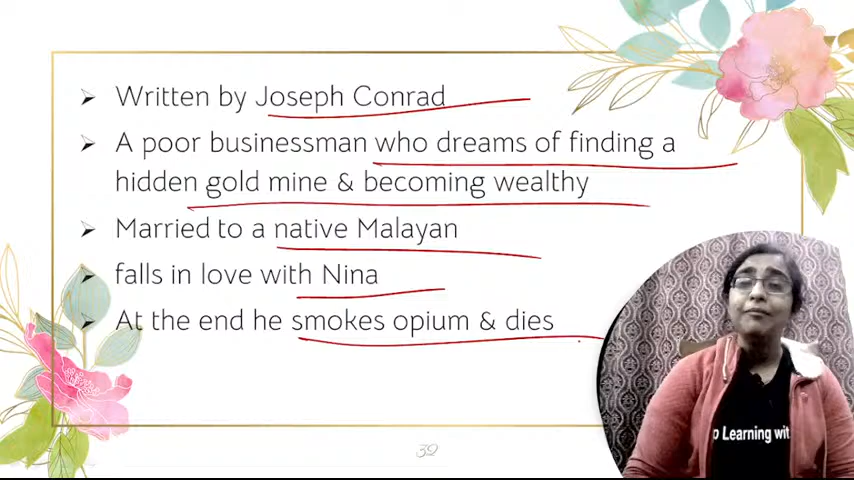 Written by Joseph Conrad
A poor businessman who dreams of finding a
hidden gold mine & becoming wealthy
Married to a native Malayan
falls in love with Nina
At the end he smokes opium & dies
32
p Learning wit